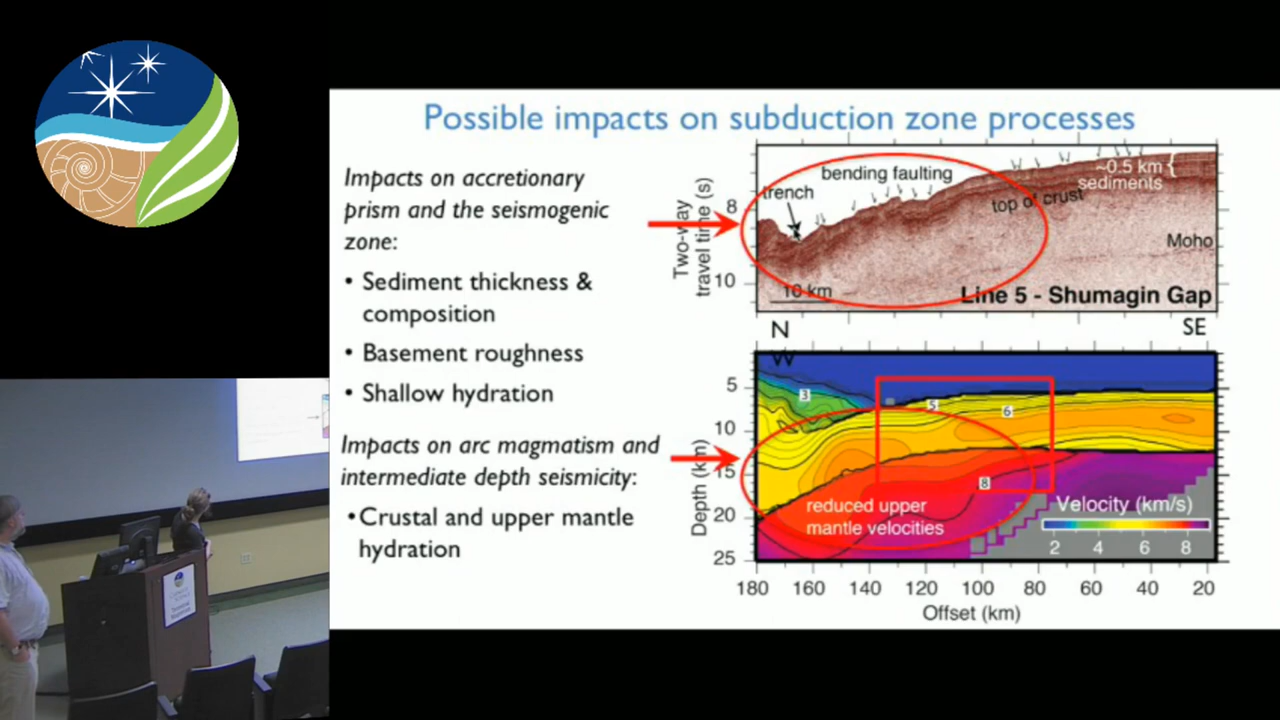 Possible impacts on subduction zone processes
Impacts on accretionary
prism and the seismogenic
zone:
• Sediment thickness &
composition
• Basement roughness
• Shallow hydration
Impacts on arc magmatism and
intermediate depth seismicity:
• Crustal and upper mantle
hydration
Two-way
travel time (s)
8
10
trench
bending faulting
~0.5 km {
sediments
top o' crust
Moho
10 km
Line 5 - Shumagin Gap
N
W
SE
Depth (km)
5
10
15
20
25
3
5
6
8
reduced upper
mantle velocities
Velocity (km/s)
2 4 6 8
180 160 140 120 100 80 60 40 20
Offset (km)